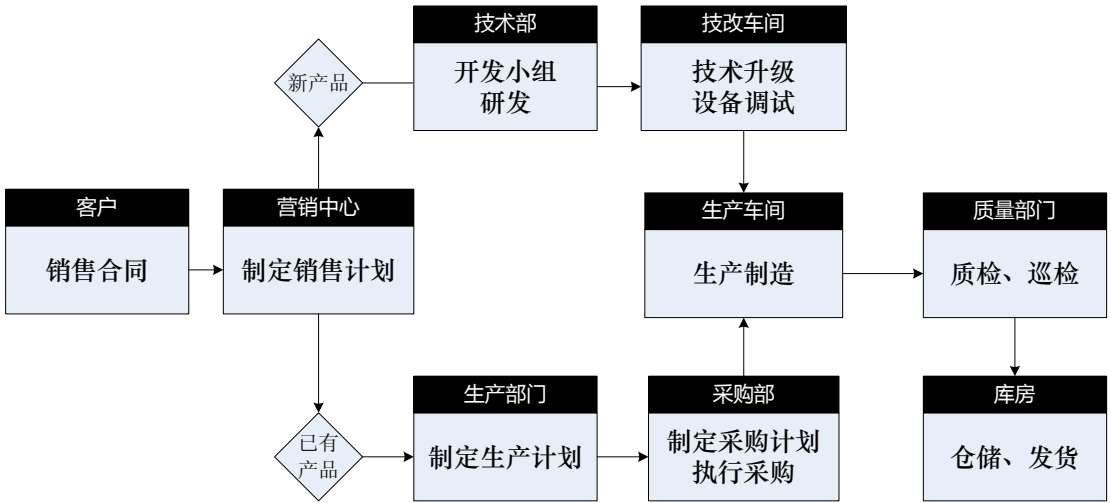 技术部
开发小组
研发
技改车间
技术升级
设备调试
新产品
客户
销售合同
营销中心
制定销售计划
生产车间
生产制造
质量部门
质检、巡检
已有
产品
生产部门
制定生产计划
采购部
制定采购计划
执行采购
库房
仓储、发货